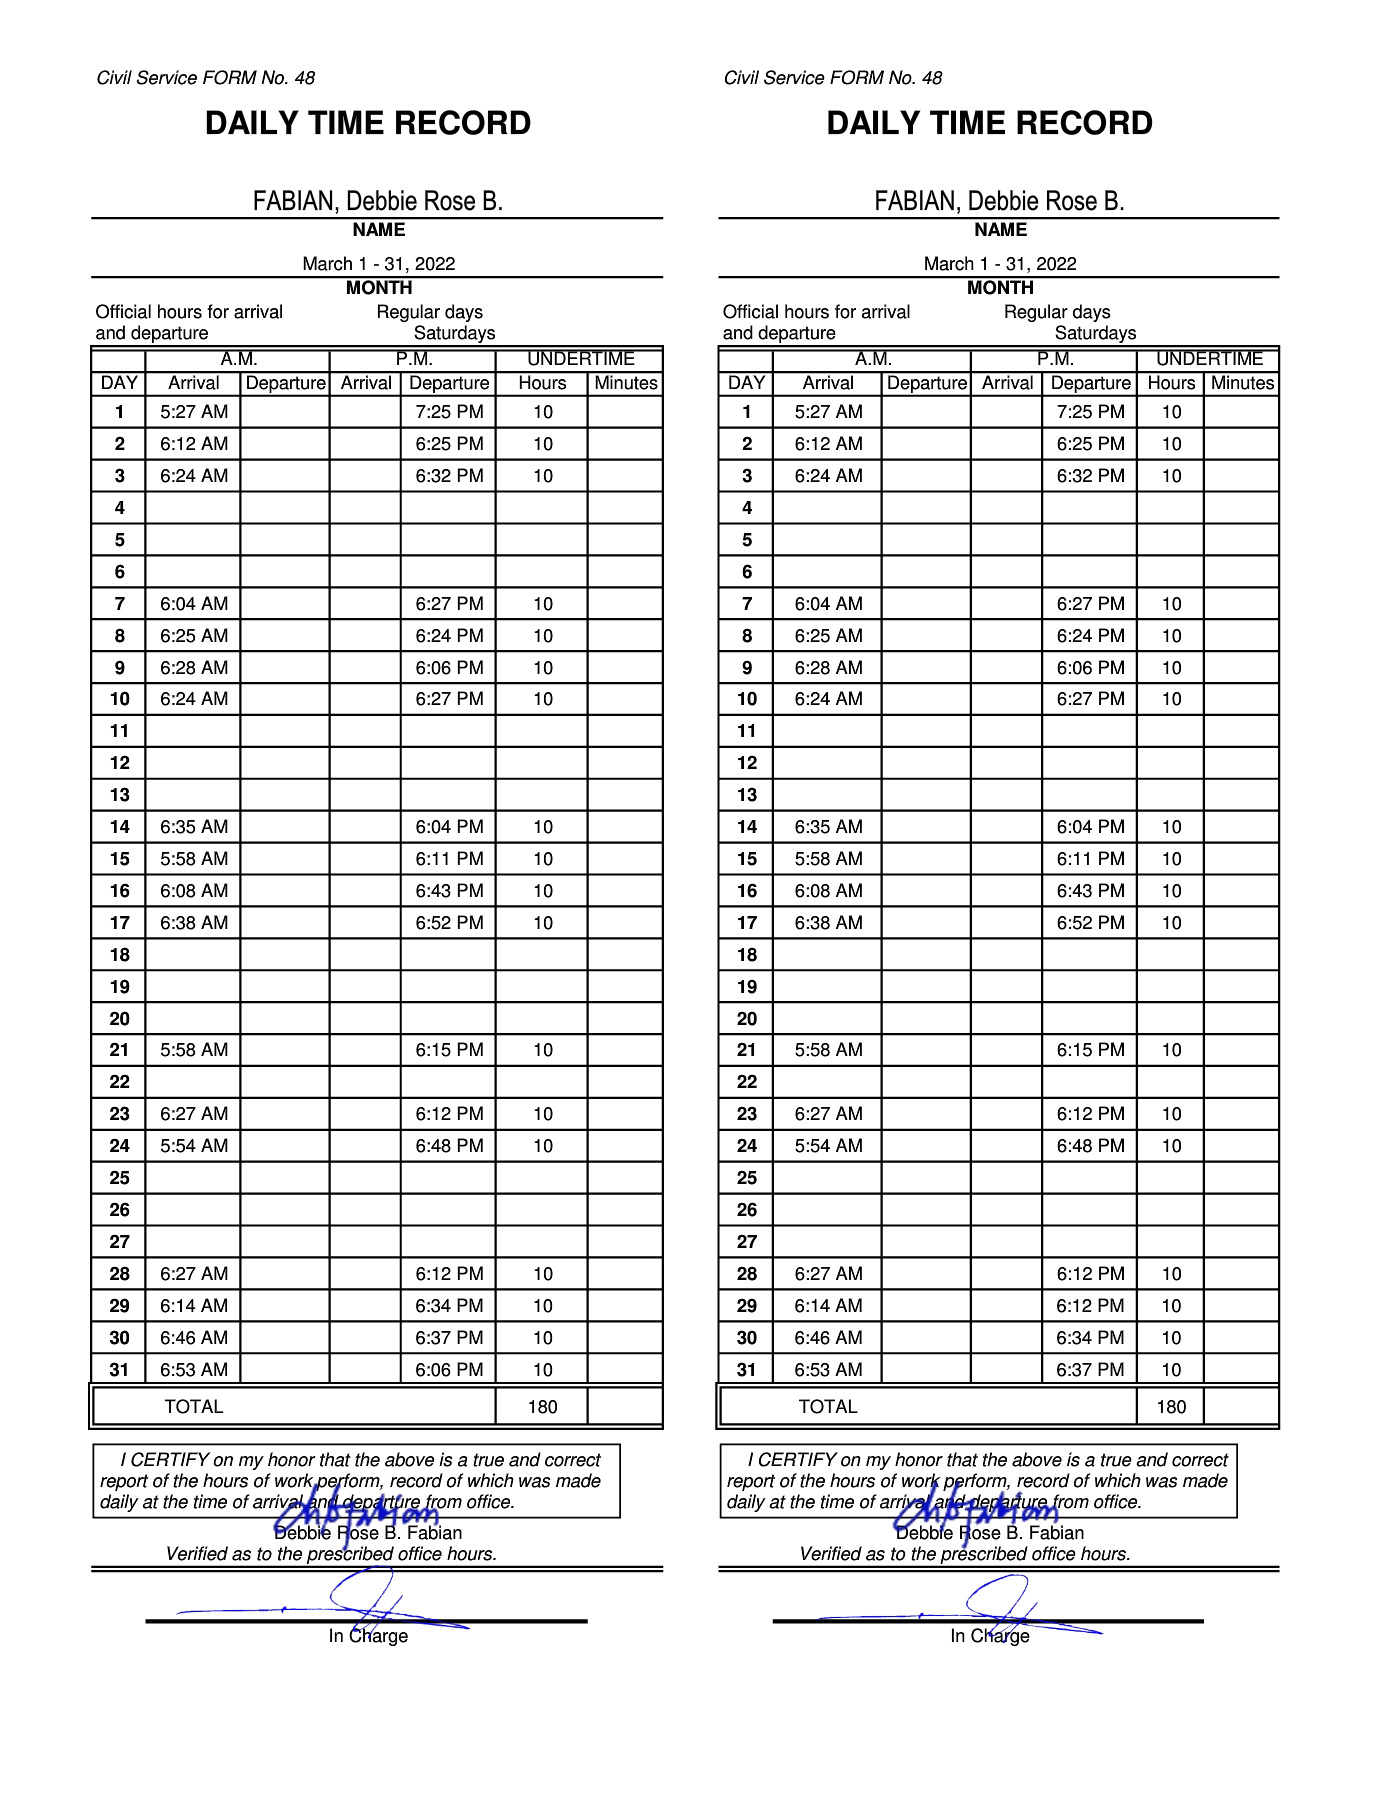 Civil Service FORM No. 48
DAILY TIME RECORD
FABIAN, Debbie Rose B.
NAME
March 1 - 31, 2022
MONTH
Official hours for arrival Regular days
and departure Saturdays
A.M. P.M. UNDERTIME
DAY Arrival Departure Arrival Departure Hours Minutes
1 5:27 AM 7:25 PM 10
2 6:12 AM 6:25 PM 10
3 6:24 AM 6:32 PM 10
4
5
6
7 6:04 AM 6:27 PM 10
8 6:25 AM 6:24 PM 10
9 6:28 AM 6:06 PM 10
10 6:24 AM 6:27 PM 10
11
12
13
14 6:35 AM 6:04 PM 10
15 5:58 AM 6:11 PM 10
16 6:08 AM 6:43 PM 10
17 6:38 AM 6:52 PM 10
18
19
20
21 5:58 AM 6:15 PM 10
22
23 6:27 AM 6:12 PM 10
24 5:54 AM 6:48 PM 10
25
26
27
28 6:27 AM 6:12 PM 10
29 6:14 AM 6:34 PM 10
30 6:46 AM 6:37 PM 10
31 6:53 AM 6:06 PM 10
TOTAL 180
I CERTIFY on my honor that the above is a true and correct
report of the hours of work perform, record of which was made
daily at the time of arrival and departure from office.
Debbie Rose B. Fabian
Verified as to the prescribed office hours.
In Charge
Civil Service FORM No. 48
DAILY TIME RECORD
FABIAN, Debbie Rose B.
NAME
March 1 - 31, 2022
MONTH
Official hours for arrival Regular days
and departure Saturdays
A.M. P.M. UNDERTIME
DAY Arrival Departure Arrival Departure Hours Minutes
1 5:27 AM 7:25 PM 10
2 6:12 AM 6:25 PM 10
3 6:24 AM 6:32 PM 10
4
5
6
7 6:04 AM 6:27 PM 10
8 6:25 AM 6:24 PM 10
9 6:28 AM 6:06 PM 10
10 6:24 AM 6:27 PM 10
11
12
13
14 6:35 AM 6:04 PM 10
15 5:58 AM 6:11 PM 10
16 6:08 AM 6:43 PM 10
17 6:38 AM 6:52 PM 10
18
19
20
21 5:58 AM 6:15 PM 10
22
23 6:27 AM 6:12 PM 10
24 5:54 AM 6:48 PM 10
25
26
27
28 6:27 AM 6:12 PM 10
29 6:14 AM 6:12 PM 10
30 6:46 AM 6:34 PM 10
31 6:53 AM 6:37 PM 10
TOTAL 180
I CERTIFY on my honor that the above is a true and correct
report of the hours of work perform, record of which was made
daily at the time of arrival and departure from office.
Debbie Rose B. Fabian
Verified as to the prescribed office hours.
In Charge